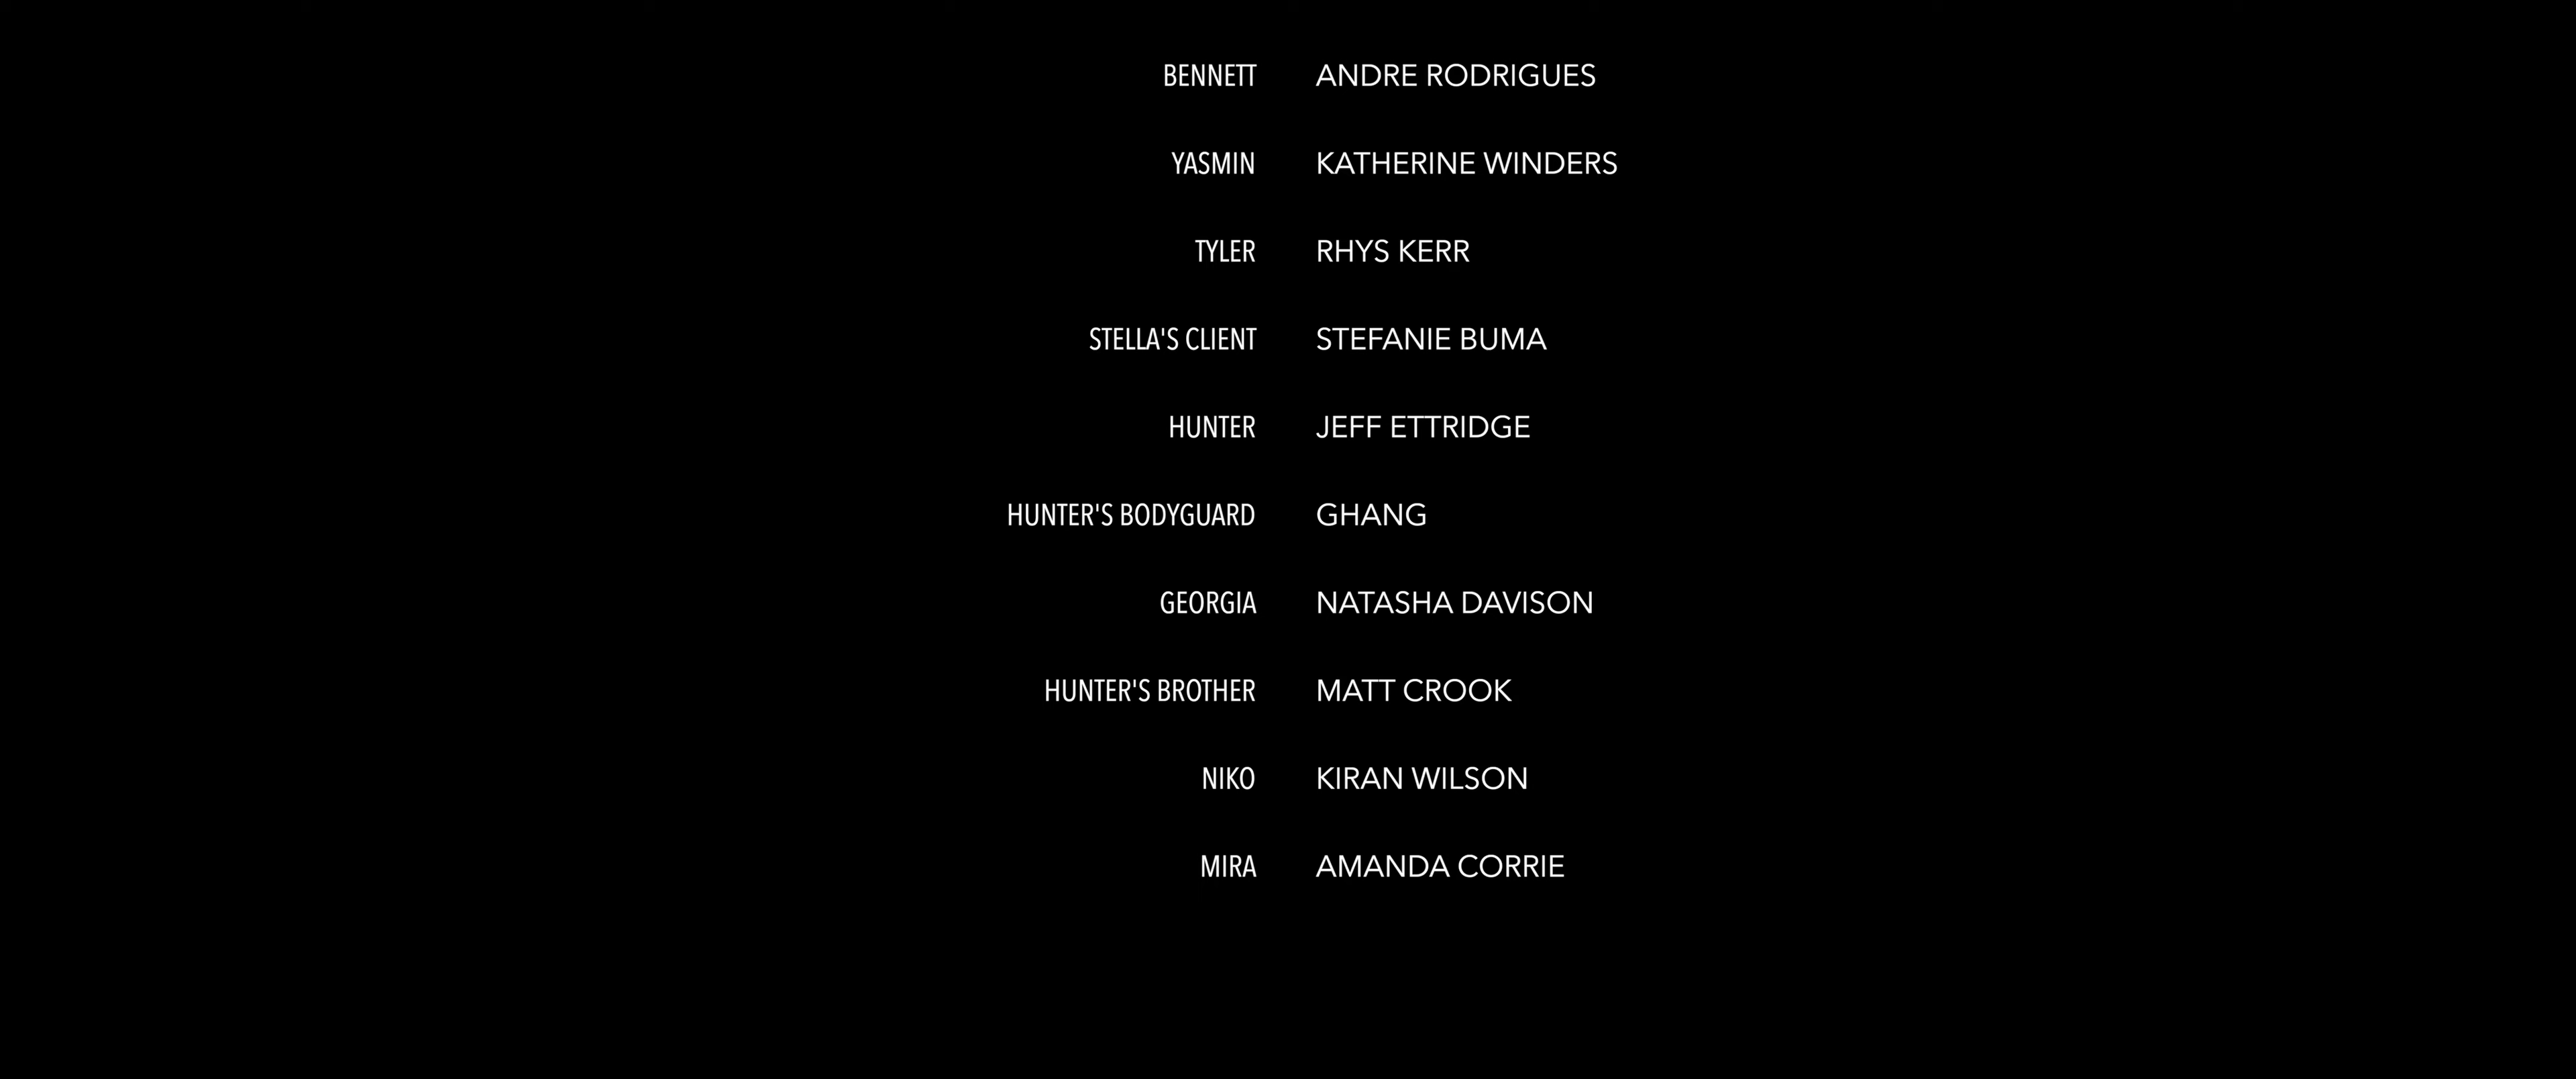 BENNETT ANDRE RODRIGUES
YASMIN KATHERINE WINDERS
TYLER RHYS KERR
STELLA'S CLIENT STEFANIE BUMA
HUNTER JEFF ETTRIDGE
HUNTER'S BODYGUARD GHANG
GEORGIA NATASHA DAVISON
HUNTER'S BROTHER MATT CROOK
NIKO KIRAN WILSON
MIRA AMANDA CORRIE